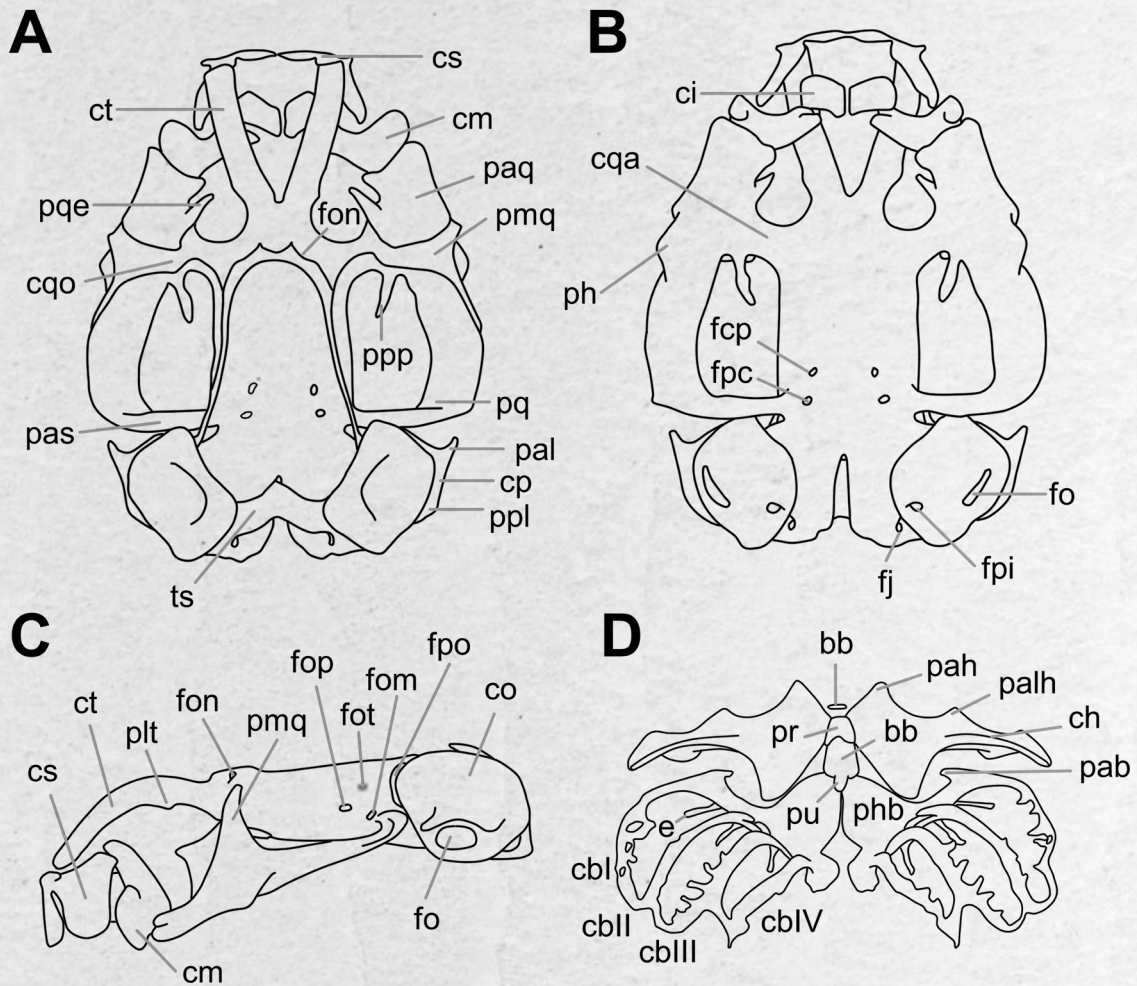 A
cs
ct
cm
paq
pqe
fon
pmq
cqo
ppp
pq
pas
pal
cp
ppl
ts
B
ci
cqa
ph
fcp
fpc
fo
fpi
fj
C
fpo
fop
fom
co
fon
fot
ct
pmq
plt
cs
fo
cm
D
bb
pah
palh
ch
pr
bb
pab
pu
phb
e
cbI
cbII
cbIV
cbIII